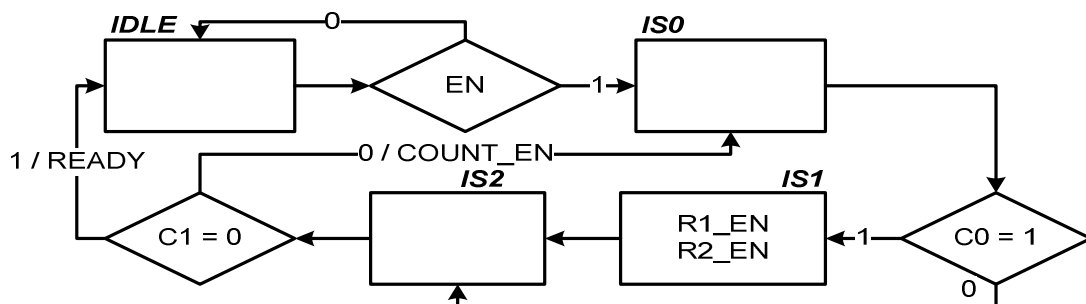 IDLE
0
IS0
EN
1
1 / READY
0 / COUNT_EN
IS2
IS1
C1 = 0
R1_EN
R2_EN
1
C0 = 1
0